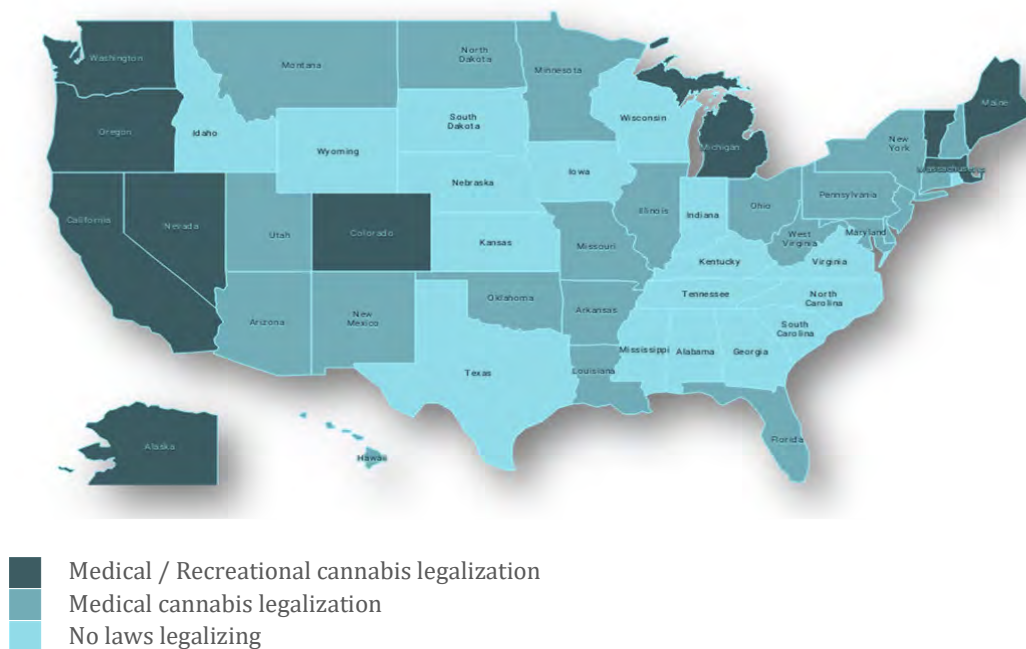 Washington
Montana
North
Dakota
Minnesota
Maine
Oregon
Idaho
South
Dakota
Wisconsin
Michigan
New
York
Massachusetts
Wyoming
Iowa
Nebraska
Pennsylvania
California
Nevada
Utah
Colorado
Illinois
Indiana
Ohio
Kansas
Missouri
West
Virginia
Maryland
Kentucky
Virginia
Arizona
New
Mexico
Oklahoma
Arkansas
Tennessee
North
Carolina
South
Carolina
Texas
Mississippi
Alabama
Georgia
Louisiana
Florida
Alaska
Hawaii
Medical / Recreational cannabis legalization
Medical cannabis legalization
No laws legalizing